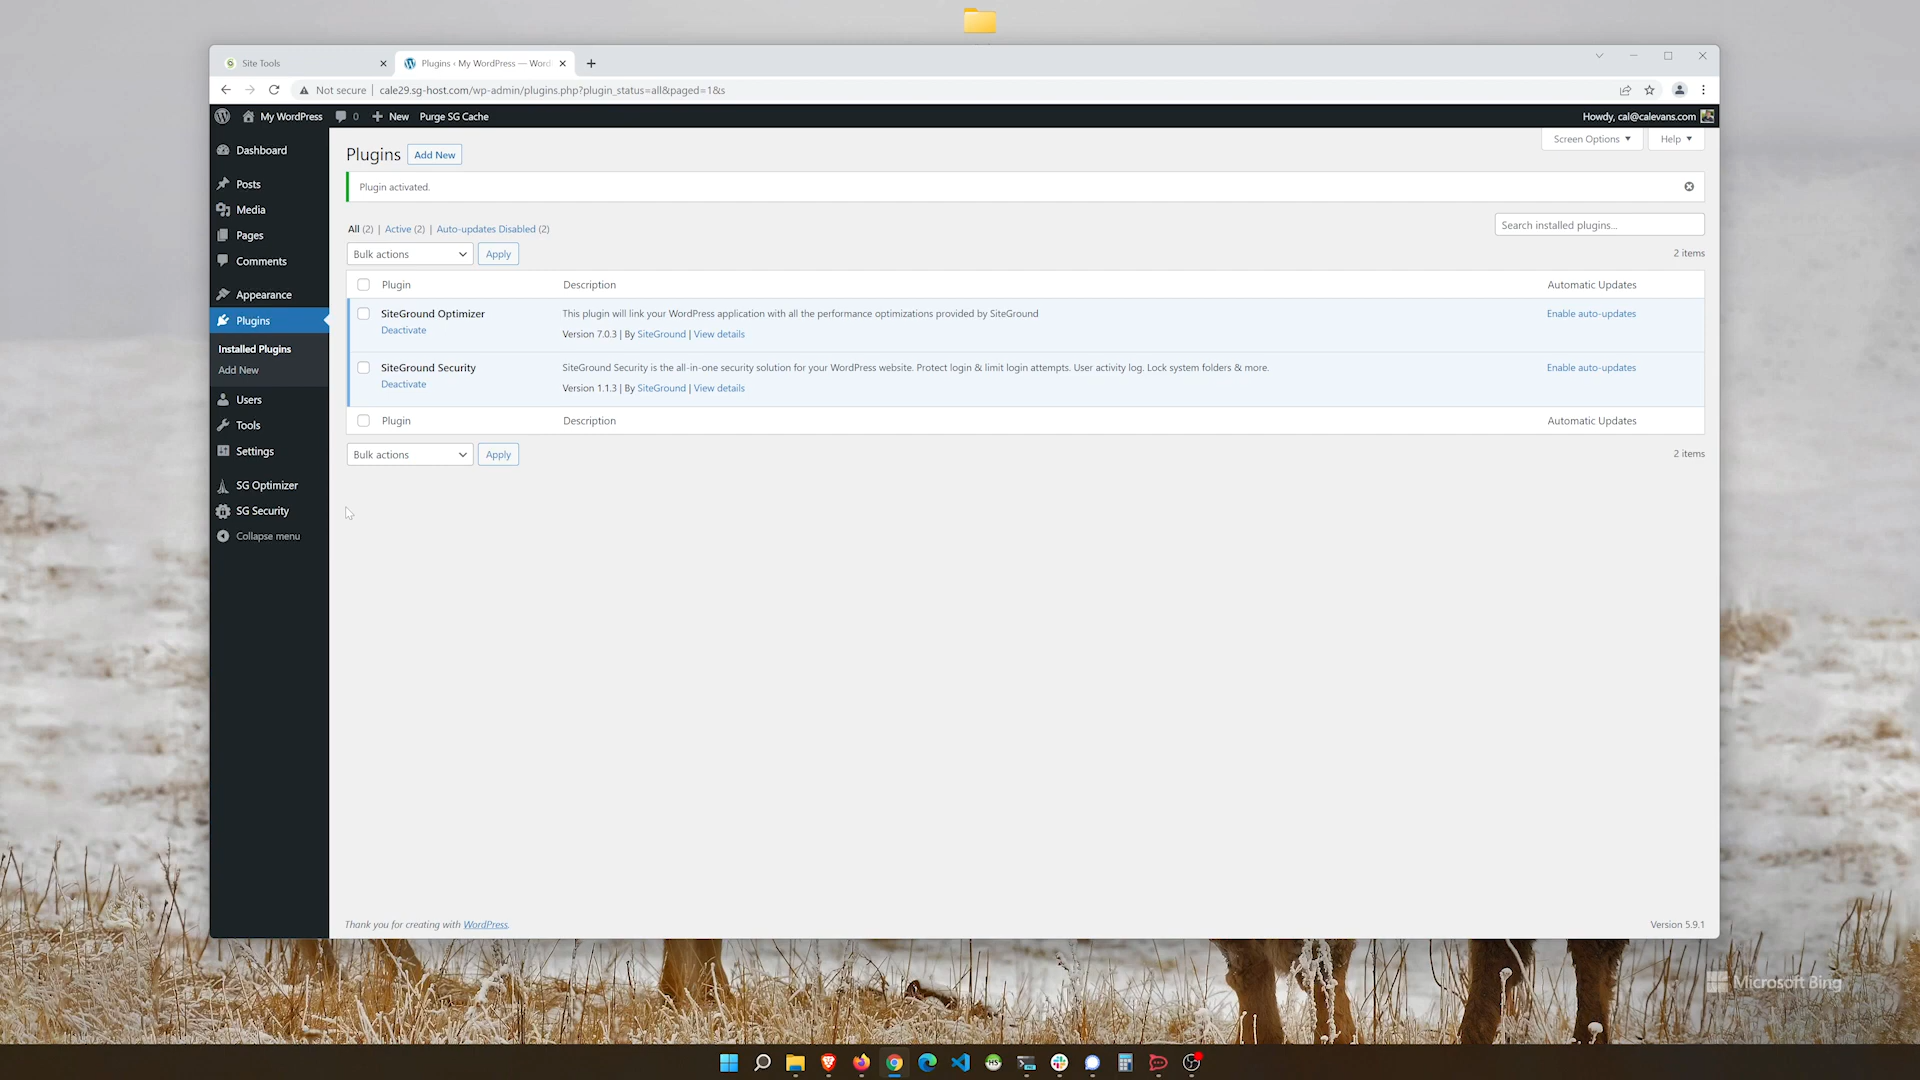 Site Tools
Plugins ‹ My WordPress — Word
Not secure | cale29.sg-host.com/wp-admin/plugins.php?plugin_status=all&paged=1&s
My WordPress 0 New Purge SG Cache Howdy, cal@calevans.com
Screen Options Help
Dashboard
Posts
Media
Pages
Comments
Appearance
Plugins
Installed Plugins
Add New
Users
Tools
Settings
SG Optimizer
SG Security
Collapse menu
Plugins Add New
Plugin activated.
All (2) | Active (2) | Auto-updates Disabled (2)
Search installed plugins...
Bulk actions Apply 2 items
Plugin Description Automatic Updates
SiteGround Optimizer This plugin will link your WordPress application with all the performance optimizations provided by SiteGround Enable auto-updates
Deactivate Version 7.0.3 | By SiteGround | View details
SiteGround Security SiteGround Security is the all-in-one security solution for your WordPress website. Protect login & limit login attempts. User activity log. Lock system folders & more. Enable auto-updates
Deactivate Version 1.1.3 | By SiteGround | View details
Plugin Description Automatic Updates
Bulk actions Apply 2 items
Thank you for creating with WordPress. Version 5.9.1
Microsoft Bing